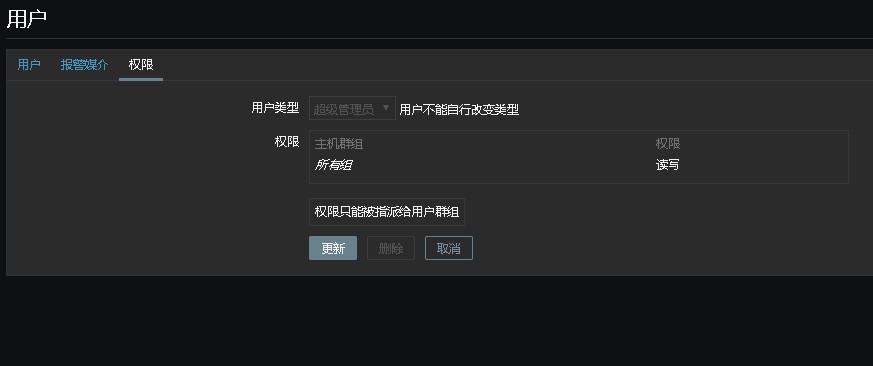 用户
用户 报警媒介 权限
用户类型 超级管理员 用户不能自行改变类型
权限 主机群组 权限
所有组 读写
权限只能被指派给用户群组
更新 删除 取消